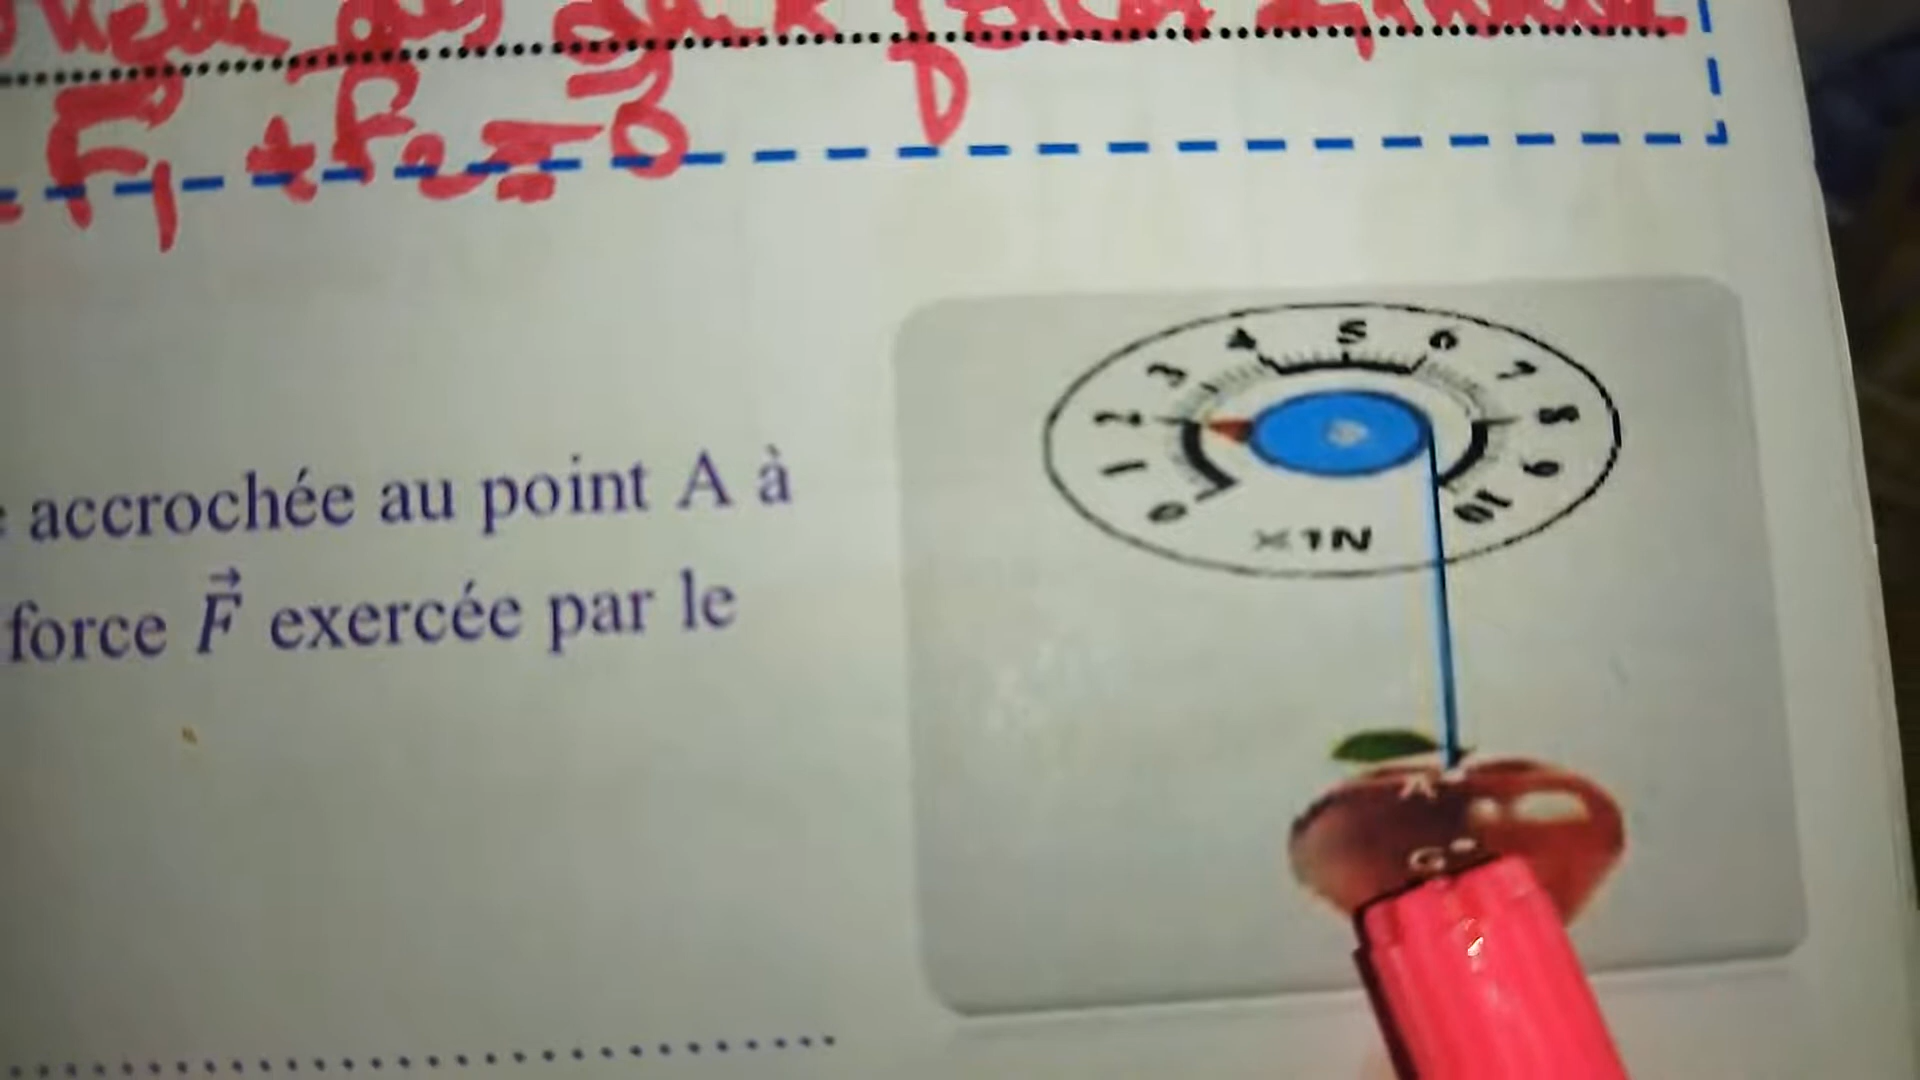 F₁ + F₂ = 0
accrochée au point A à
force F⃗ exercée par le
4 5 6
3 7
2 8
1 9
0 10
X1N
A
G